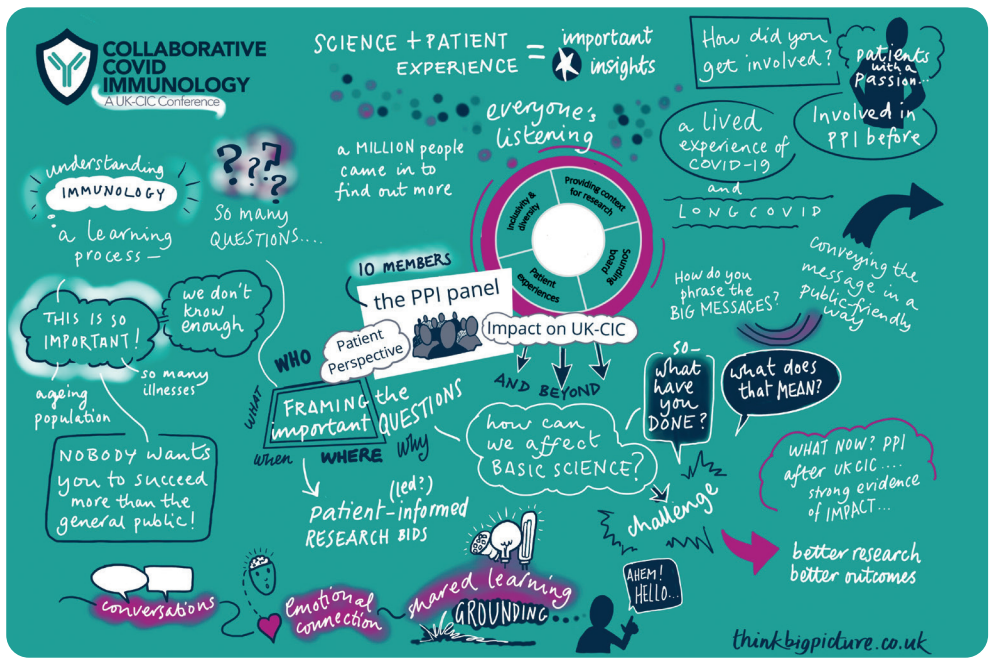 COLLABORATIVE
COVID
IMMUNOLOGY
A UK-CIC Conference
SCIENCE + PATIENT
EXPERIENCE
=
important
insights
How did you
get involved?
patients
with a
passion...
Involved in
PPI before
everyone's
listening
a lived
experience of
COVID-19
and
LONG COVID
a MILLION people
came in to
find out more
understanding
IMMUNOLOGY
a learning
process –
? ? ? ?
SO many
QUESTIONS....
Inclusivity &
diversity
Providing context
for research
Sounding
board
Patient
experiences
conveying the
message in a
public-friendly
way
How do you
phrase the
BIG MESSAGES?
10 MEMBERS
the PPI panel
Patient
Perspective
Impact on UK-CIC
AND BEYOND
THIS IS SO
IMPORTANT!
we don't
know
enough
ageing
population
so many
illnesses
NOBODY wants
you to succeed
more than the
general public!
WHO
WHAT
when
WHERE
why
FRAMING the
important QUESTIONS
(led?)
patient-informed
RESEARCH BIDS
how can
we affect
BASIC SCIENCE?
SO–
what
have
you
DONE?
what does
that MEAN?
challenge
WHAT NOW? PPI
after UKCIC....
strong evidence
of IMPACT...
better research
better outcomes
conversations
emotional
connection
shared learning
GROUNDING
AHEM!
HELLO...
thinkbigpicture.co.uk